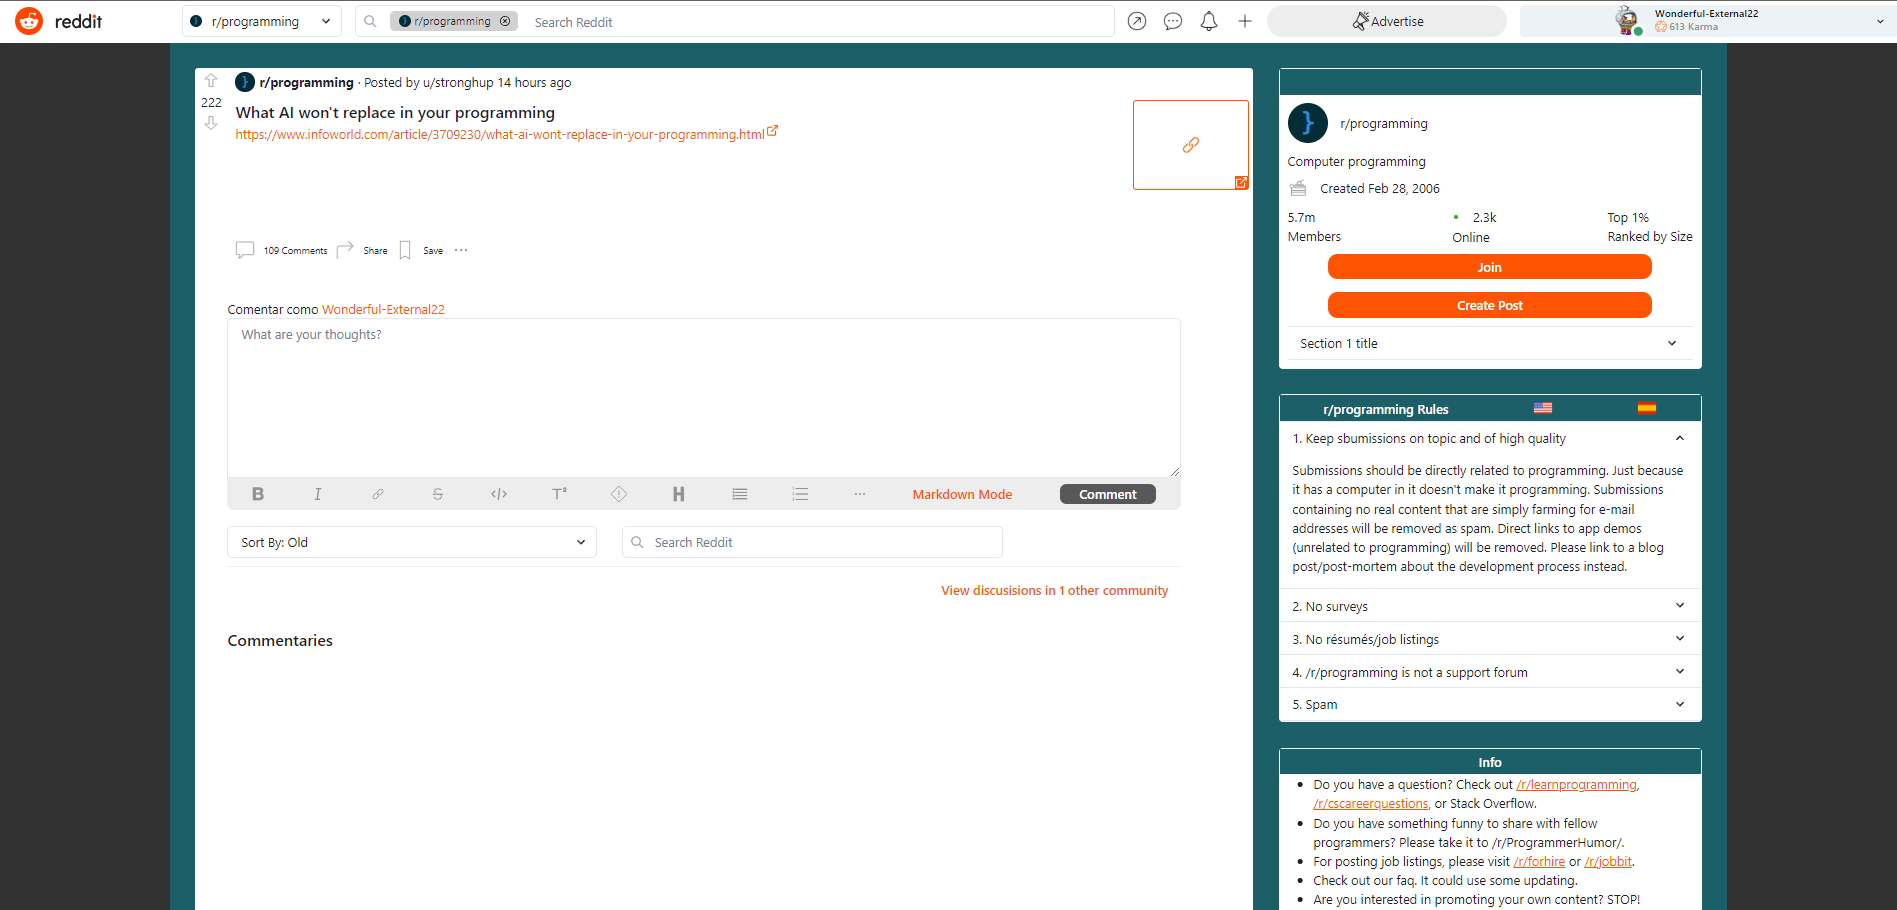 reddit
r/programming
r/programming
Search Reddit
Advertise
Wonderful-External22
613 Karma
r/programming · Posted by u/stronghup 14 hours ago
222
What AI won't replace in your programming
https://www.infoworld.com/article/3709230/what-ai-wont-replace-in-your-programming.html
109 Comments
Share
Save
Comentar como Wonderful-External22
What are your thoughts?
B
I
S
</>
T²
H
Markdown Mode
Comment
Sort By: Old
Search Reddit
View discusisions in 1 other community
Commentaries
r/programming
Computer programming
Created Feb 28, 2006
5.7m
Members
2.3k
Online
Top 1%
Ranked by Size
Join
Create Post
Section 1 title
r/programming Rules
1. Keep sbumissions on topic and of high quality
Submissions should be directly related to programming. Just because
it has a computer in it doesn't make it programming. Submissions
containing no real content that are simply farming for e-mail
addresses will be removed as spam. Direct links to app demos
(unrelated to programming) will be removed. Please link to a blog
post/post-mortem about the development process instead.
2. No surveys
3. No résumés/job listings
4. /r/programming is not a support forum
5. Spam
Info
• Do you have a question? Check out /r/learnprogramming,
/r/cscareerquestions, or Stack Overflow.
• Do you have something funny to share with fellow
programmers? Please take it to /r/ProgrammerHumor/.
• For posting job listings, please visit /r/forhire or /r/jobbit.
• Check out our faq. It could use some updating.
• Are you interested in promoting your own content? STOP!